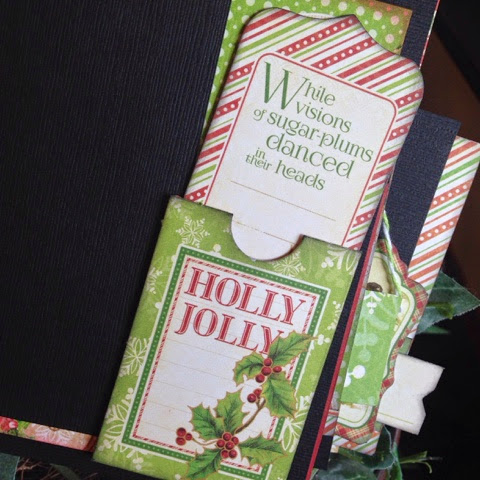 While
visions
of sugar-plums
danced
in
their heads
HOLLY
JOLLY